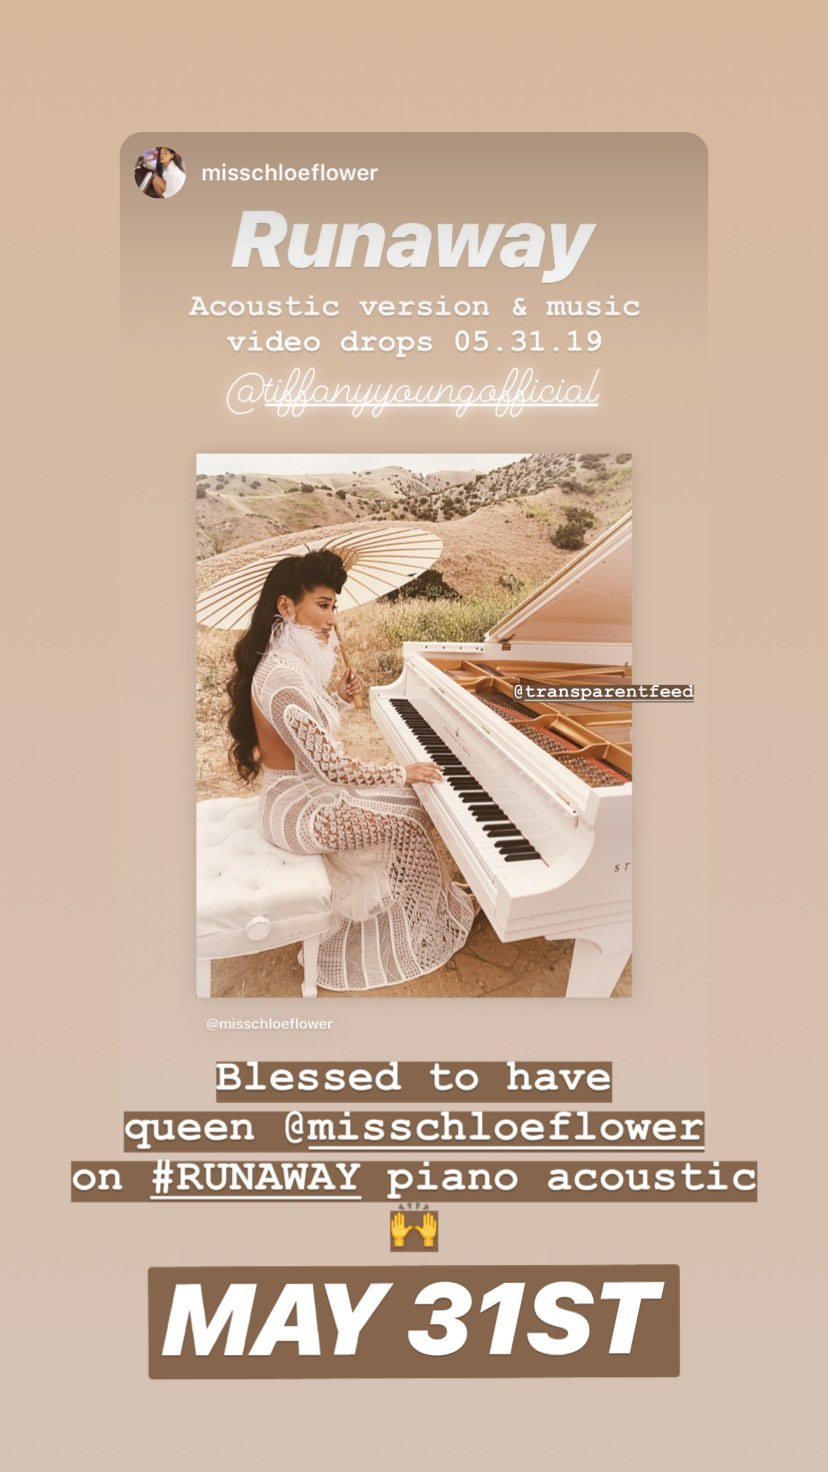 misschloeflower
Runaway
Acoustic version & music
video drops 05.31.19
@tiffanyyoungofficial
@transparentfeed
ST
@misschloeflower
Blessed to have
queen @misschloeflower
on #RUNAWAY piano acoustic
🙌
MAY 31ST